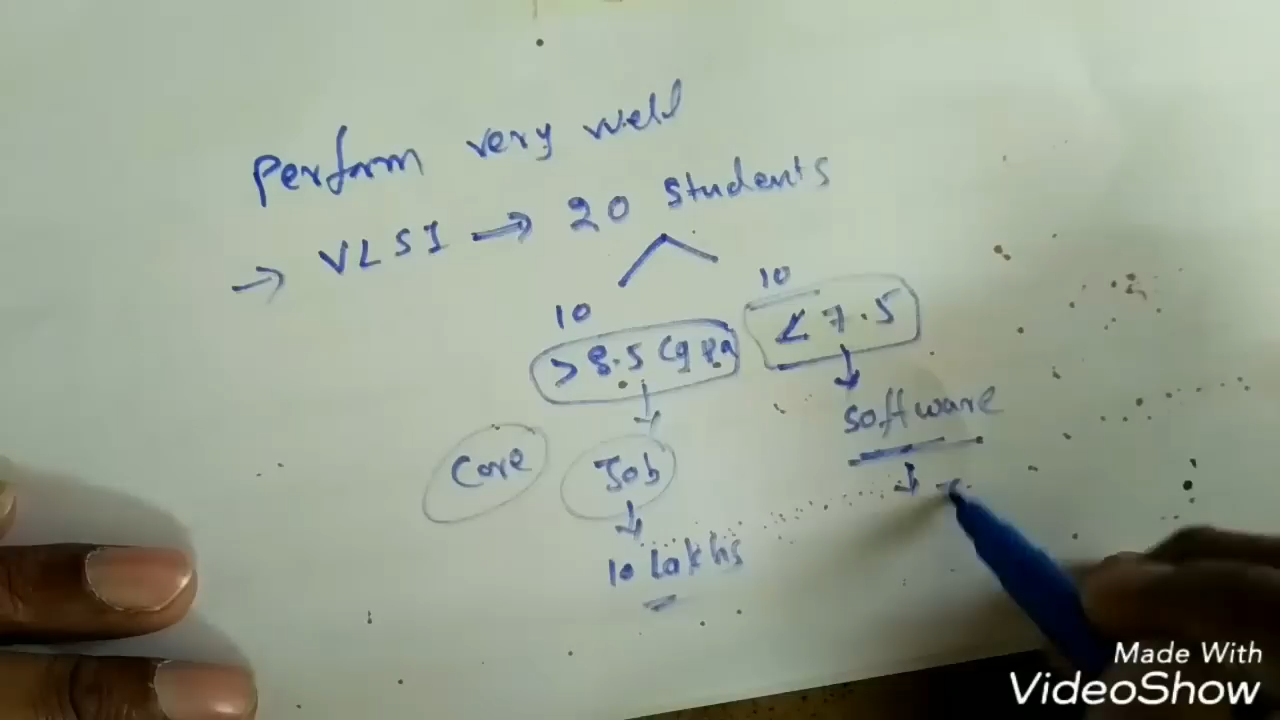 Perform very well
→ VLSI → 20 students
10
10
> 8.5 Cgpa
< 7.5
software
Core
Job
10 lakhs
Made With
VideoShow